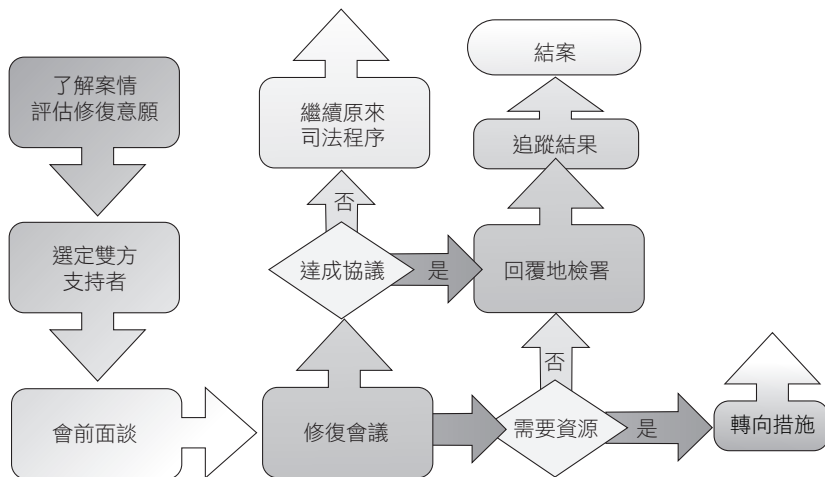 了解案情
評估修復意願
選定雙方
支持者
會前面談
修復會議
達成協議
否
繼續原來
司法程序
是
回覆地檢署
追蹤結果
結案
需要資源
否
是
轉向措施